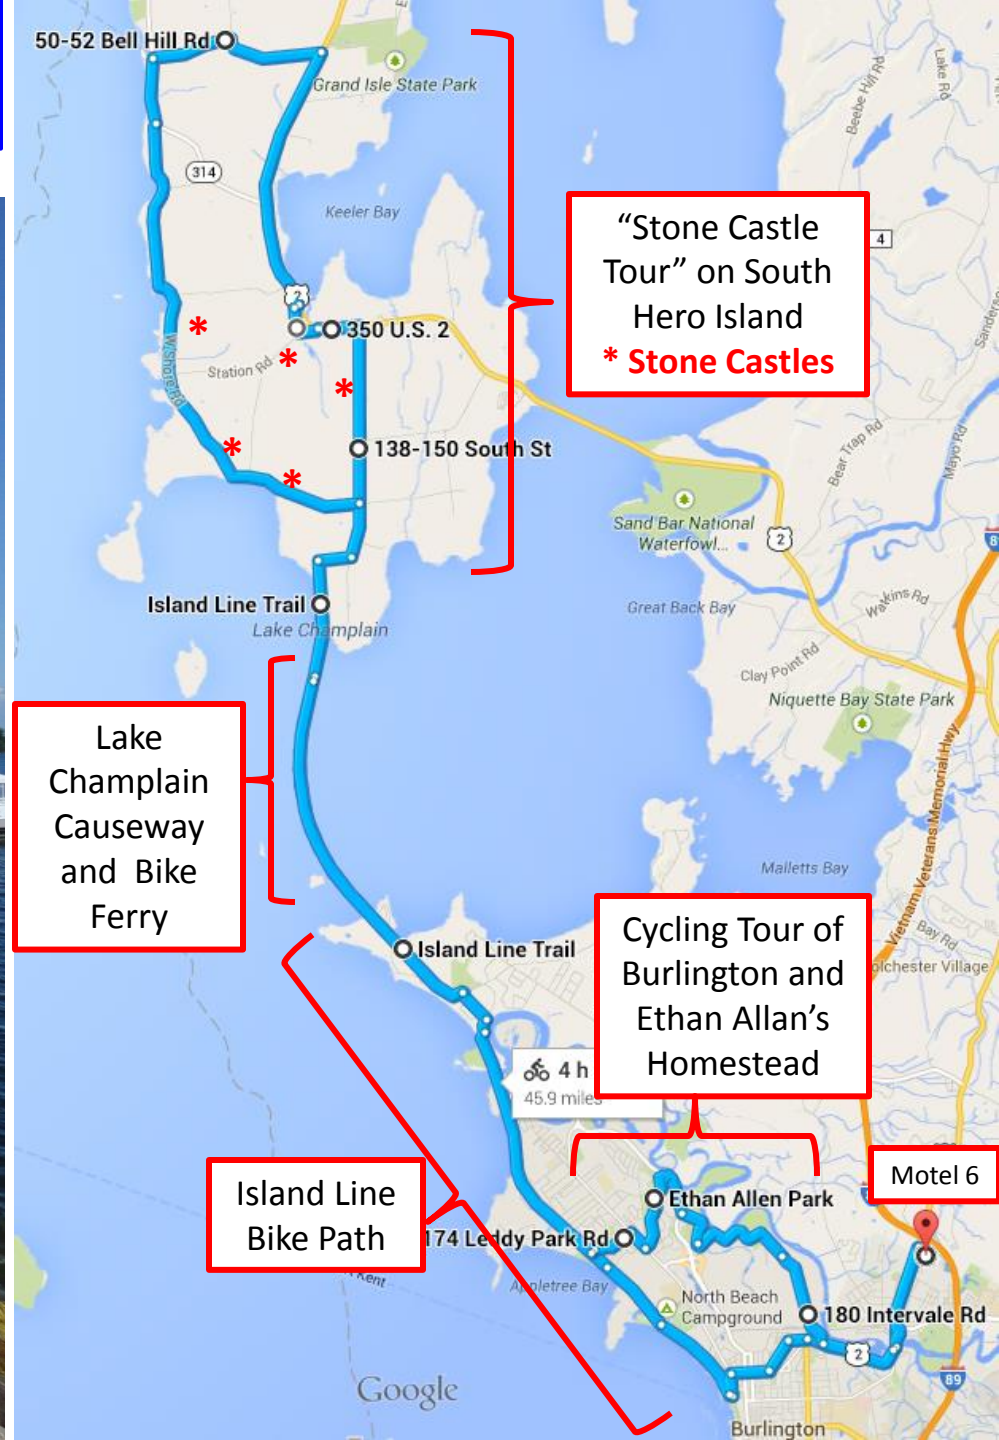 50-52 Bell Hill Rd
Grand Isle State Park
Beebe Hill Rd
Lake Rd
314
Keeler Bay
"Stone Castle
Tour" on South
Hero Island
* Stone Castles
4
2
350 U.S. 2
Station Rd
W Shore Rd
138-150 South St
Bear Trap Rd
Mayo Rd
Sand Bar National
Waterfowl...
2
Island Line Trail
Lake Champlain
Great Back Bay
Watkins Rd
Clay Point Rd
Niquette Bay State Park
Lake
Champlain
Causeway
and Bike
Ferry
Vietnam Veterans Memorial Hwy
Malletts Bay
Bay Rd
olchester Village
Island Line Trail
Cycling Tour of
Burlington and
Ethan Allan's
Homestead
4 h
45.9 miles
Motel 6
Island Line
Bike Path
Ethan Allen Park
174 Leddy Park Rd
Kent
Appletree Bay
North Beach
Campground
180 Intervale Rd
2
89
Google
Burlington